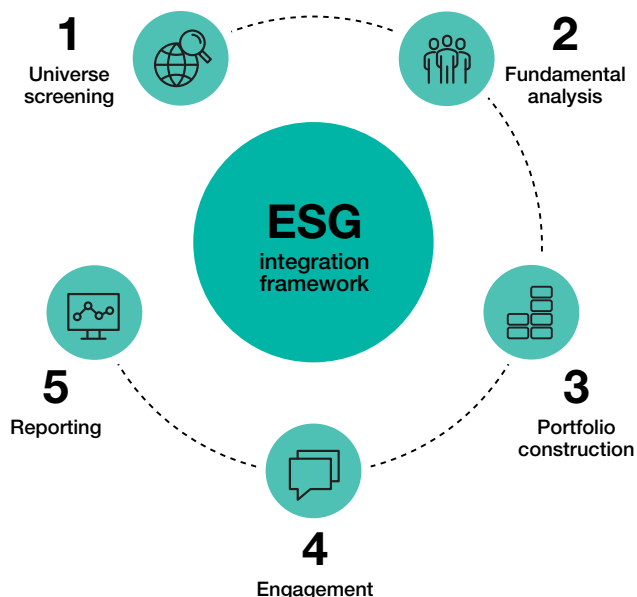 1
Universe
screening
2
Fundamental
analysis
ESG
integration
framework
3
Portfolio
construction
4
Engagement
5
Reporting